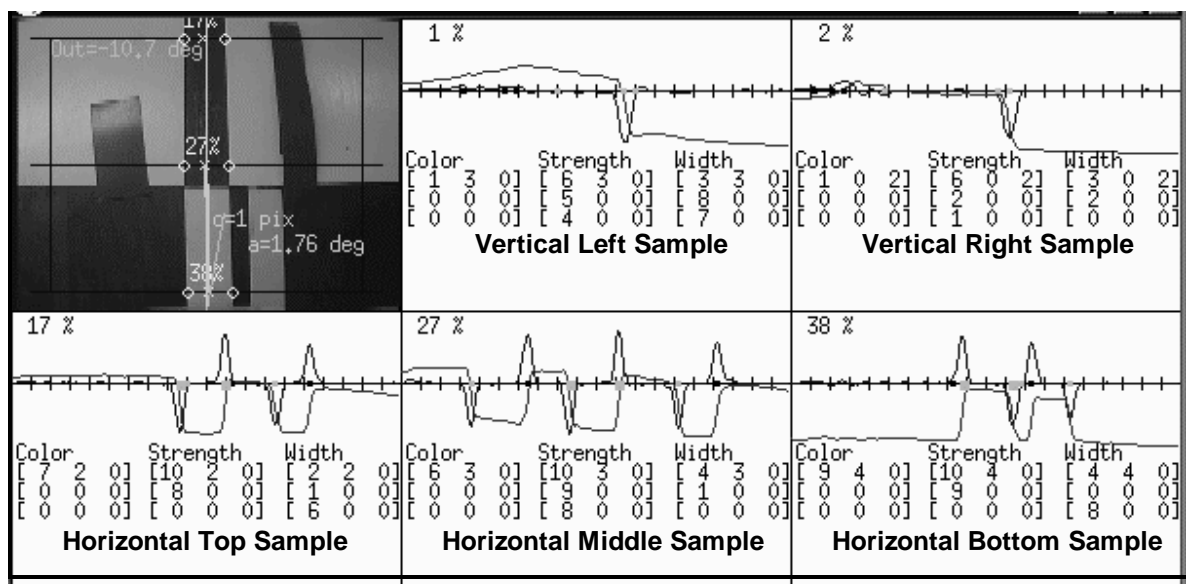 17%
Out=-10.7 deg
27%
q=1 pix
a=1.76 deg
38%
1 %
Color Strength Width
[ 1 3 0] [ 6 3 0] [ 3 3 0]
[ 0 0 0] [ 5 0 0] [ 8 0 0]
[ 0 0 0] [ 4 0 0] [ 7 0 0]
Vertical Left Sample
2 %
Color Strength Width
[ 1 0 2] [ 6 0 2] [ 3 0 2]
[ 0 0 0] [ 2 0 0] [ 2 0 0]
[ 0 0 0] [ 1 0 0] [ 0 0 0]
Vertical Right Sample
17 %
Color Strength Width
[ 7 2 0] [10 2 0] [ 2 2 0]
[ 0 0 0] [ 8 0 0] [ 1 0 0]
[ 0 0 0] [ 0 0 0] [ 6 0 0]
Horizontal Top Sample
27 %
Color Strength Width
[ 6 3 0] [10 3 0] [ 4 3 0]
[ 0 0 0] [ 9 0 0] [ 1 0 0]
[ 0 0 0] [ 8 0 0] [ 0 0 0]
Horizontal Middle Sample
38 %
Color Strength Width
[ 9 4 0] [10 4 0] [ 4 4 0]
[ 0 0 0] [ 9 0 0] [ 0 0 0]
[ 0 0 0] [ 0 0 0] [ 8 0 0]
Horizontal Bottom Sample